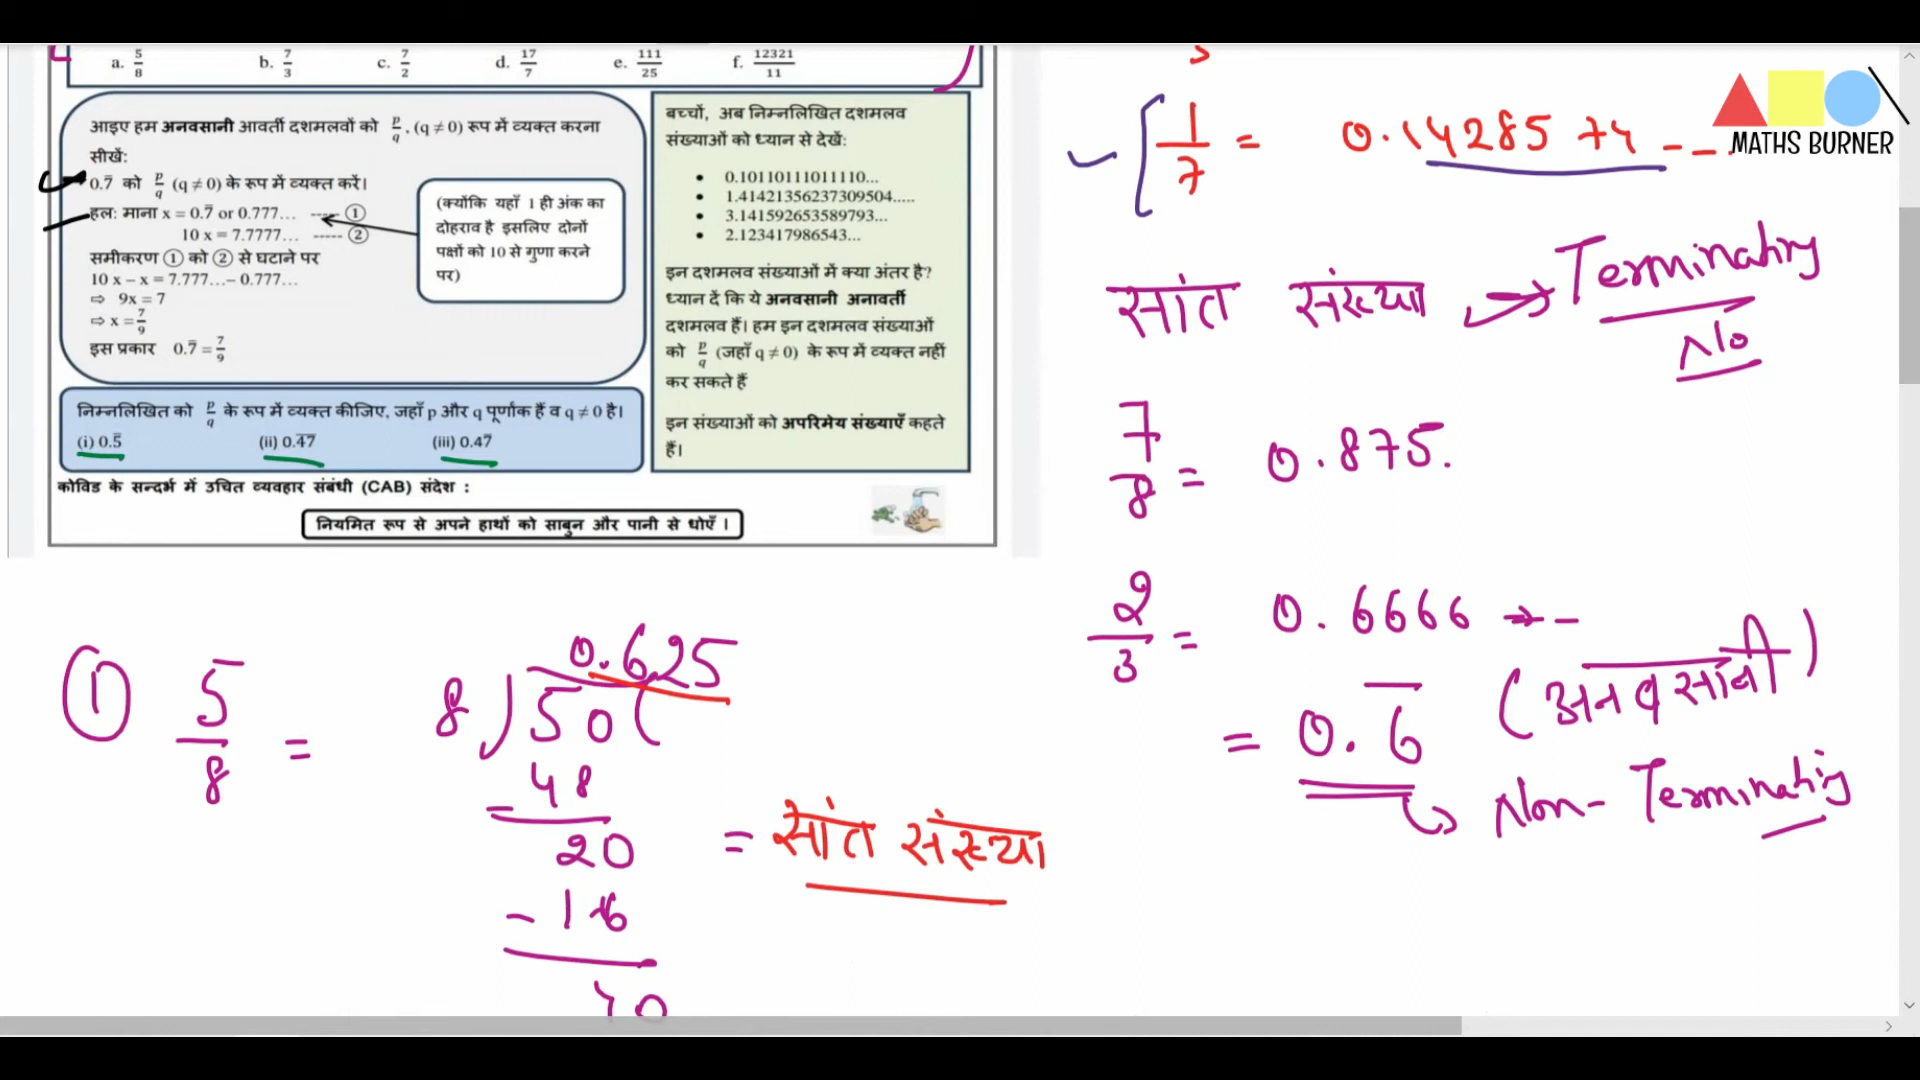 a. 5/8 b. 7/3 c. 7/2 d. 17/7 e. 111/25 f. 12321/11
आइए हम अनवसानी आवर्ती दशमलवों को p/q , (q ≠ 0) रूप में व्यक्त करना
सीखें:
0.7̅ को p/q (q ≠ 0) के रूप में व्यक्त करें।
हल: माना x = 0.7̅ or 0.777... ---- ①
10 x = 7.7777... ----- ②
समीकरण ① को ② से घटाने पर
10 x – x = 7.777...– 0.777...
⇨ 9x = 7
⇨ x = 7/9
इस प्रकार 0.7̅ = 7/9
(क्योंकि यहाँ 1 ही अंक का
दोहराव है इसलिए दोनों
पक्षों को 10 से गुणा करने
पर)
निम्नलिखित को p/q के रूप में व्यक्त कीजिए, जहाँ p और q पूर्णांक हैं व q ≠ 0 है।
(i) 0.5̅ (ii) 0.4̅7̅ (iii) 0.47̅
बच्चों, अब निम्नलिखित दशमलव
संख्याओं को ध्यान से देखें:
• 0.10110111011110...
• 1.41421356237309504.....
• 3.141592653589793...
• 2.123417986543...
इन दशमलव संख्याओं में क्या अंतर है?
ध्यान दें कि ये अनवसानी अनावर्ती
दशमलव हैं। हम इन दशमलव संख्याओं
को p/q (जहाँ q ≠ 0) के रूप में व्यक्त नहीं
कर सकते हैं
इन संख्याओं को अपरिमेय संख्याएँ कहते
हैं।
कोविड के सन्दर्भ में उचित व्यवहार संबंधी (CAB) संदेश :
नियमित रूप से अपने हाथों को साबुन और पानी से धोएँ ।
MATHS BURNER
1/7 = 0.1428574 - - .
सांत संख्या → Terminating
No
7/8 = 0.875.
2/3 = 0.6666 - -
= 0.6̅ (अनवसानी)
Non-Terminating
① 5/8 =
0.625
8 ) 50 (
- 48
20
- 16
40
= सांत संख्या